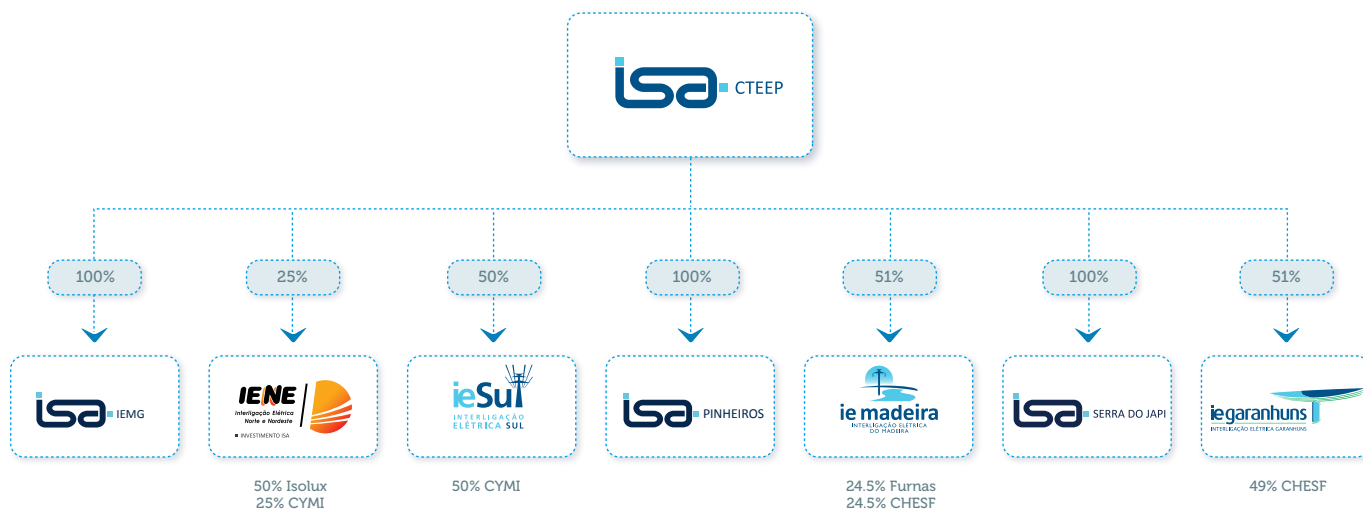 isa CTEEP
100%
25%
50%
100%
51%
100%
51%
isa IEMG
IENE
Interligação Elétrica
Norte e Nordeste
INVESTIMENTO ISA
ieSul
INTERLIGAÇÃO
ELÉTRICA SUL
isa PINHEIROS
ie madeira
INTERLIGAÇÃO ELÉTRICA
DO MADEIRA
isa SERRA DO JAPI
iegaranhuns
INTERLIGAÇÃO ELÉTRICA GARANHUNS
50% Isolux
25% CYMI
50% CYMI
24.5% Furnas
24.5% CHESF
49% CHESF